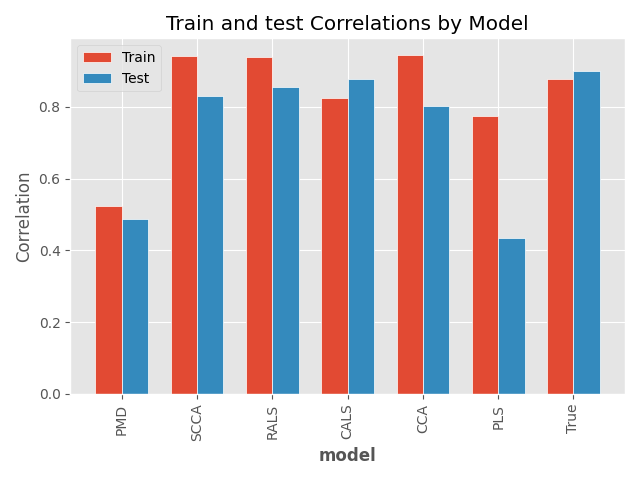 Train and test Correlations by Model
Train
Test
Correlation
0.8
0.6
0.4
0.2
0.0
PMD
SCCA
RALS
CALS
CCA
PLS
True
model